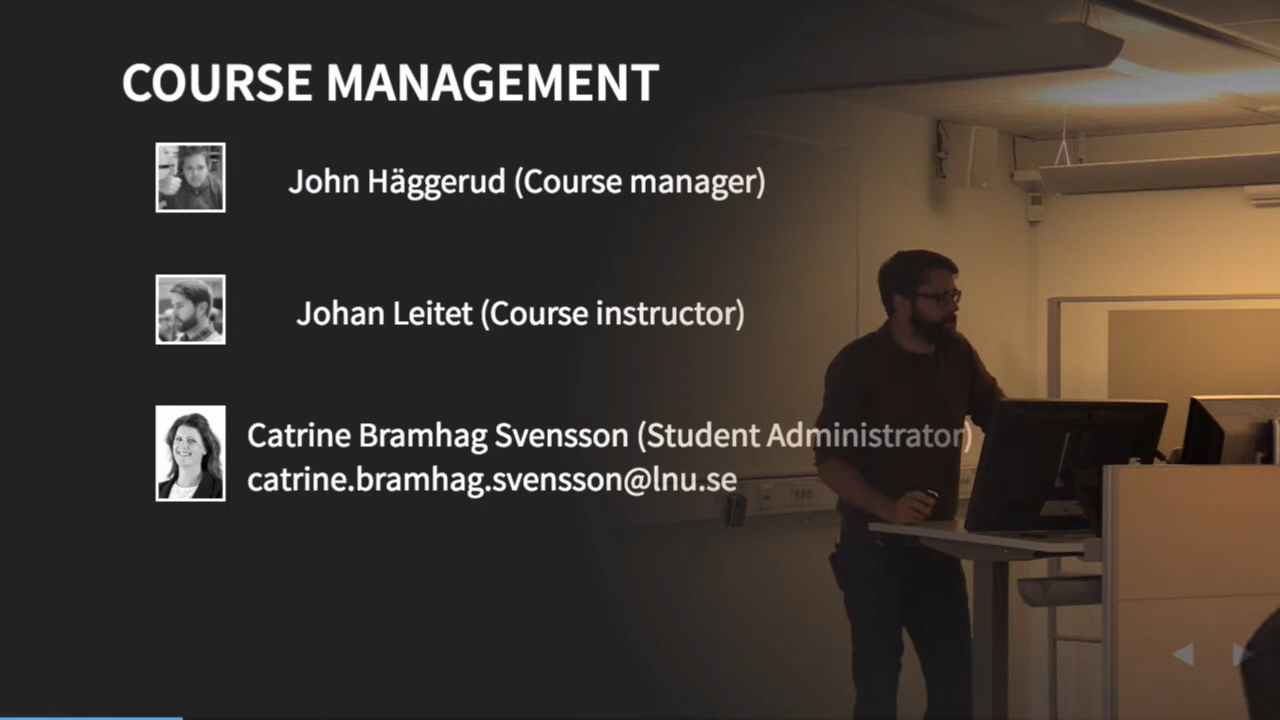 COURSE MANAGEMENT
John Häggerud (Course manager)
Johan Leitet (Course instructor)
Catrine Bramhag Svensson (Student Administrator)
catrine.bramhag.svensson@lnu.se